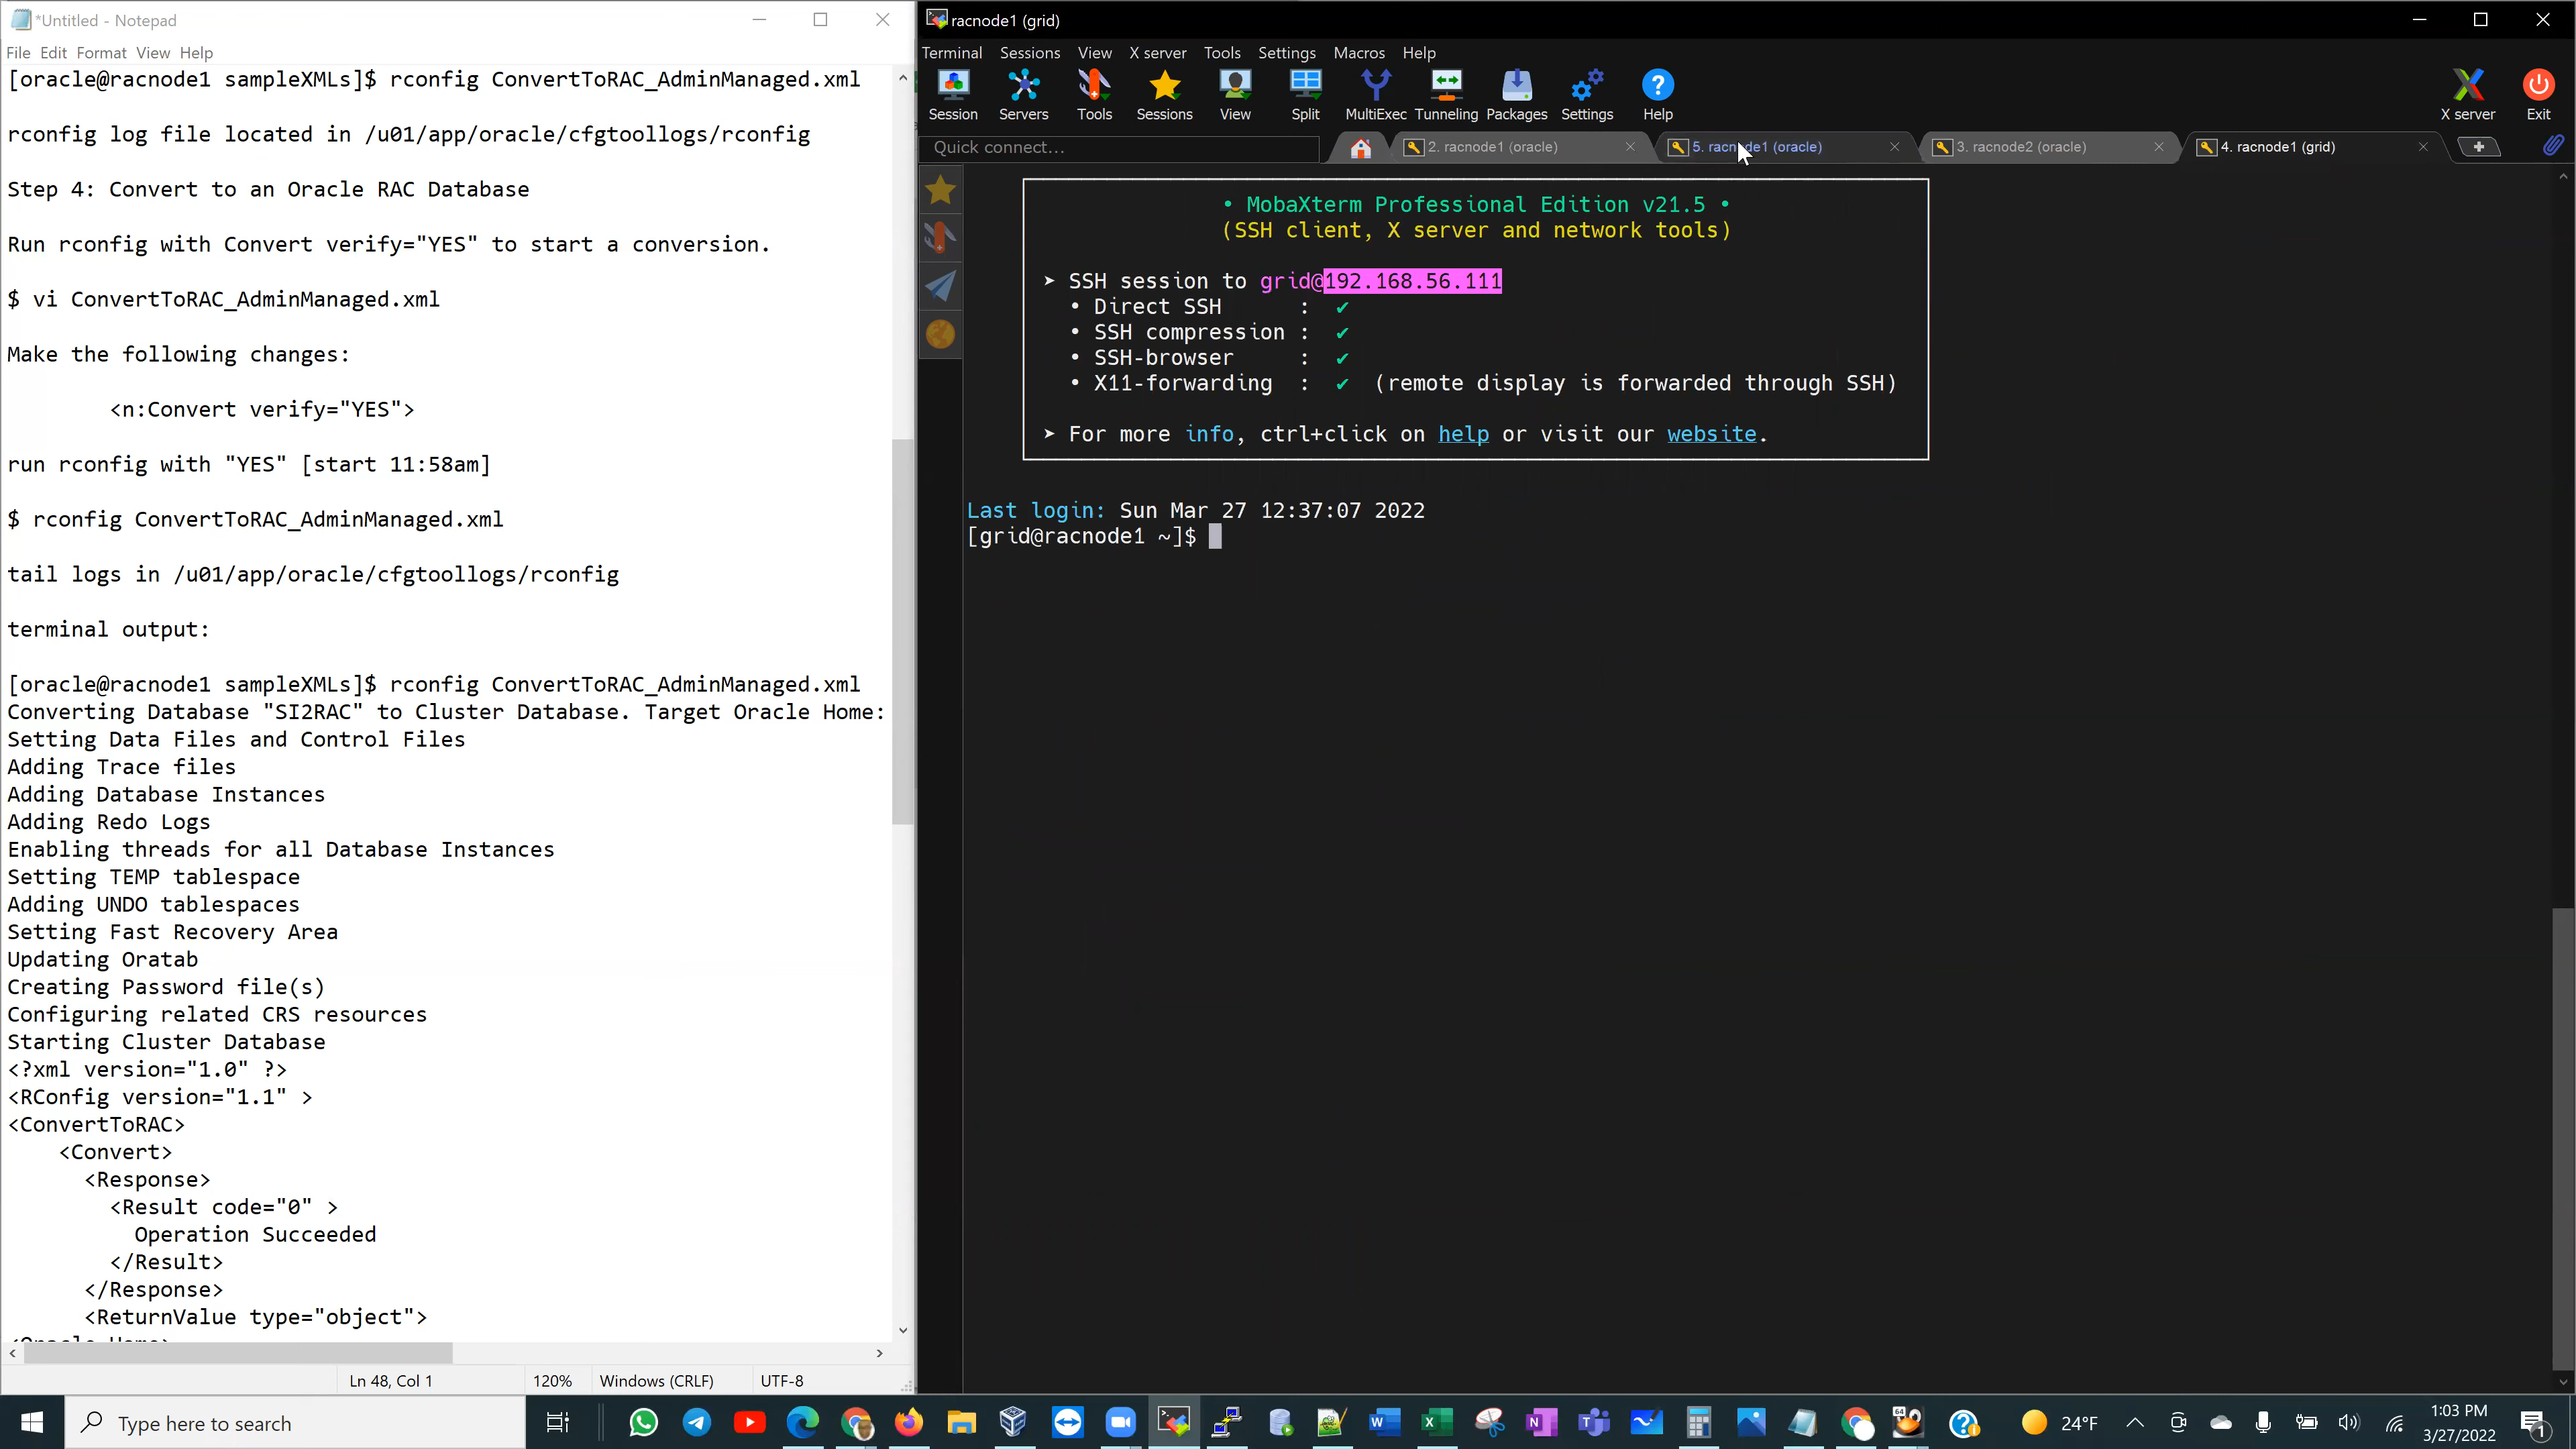 *Untitled - Notepad
File Edit Format View Help
[oracle@racnode1 sampleXMLs]$ rconfig ConvertToRAC_AdminManaged.xml
rconfig log file located in /u01/app/oracle/cfgtoollogs/rconfig
Step 4: Convert to an Oracle RAC Database
Run rconfig with Convert verify="YES" to start a conversion.
$ vi ConvertToRAC_AdminManaged.xml
Make the following changes:
<n:Convert verify="YES">
run rconfig with "YES" [start 11:58am]
$ rconfig ConvertToRAC_AdminManaged.xml
tail logs in /u01/app/oracle/cfgtoollogs/rconfig
terminal output:
[oracle@racnode1 sampleXMLs]$ rconfig ConvertToRAC_AdminManaged.xml
Converting Database "SI2RAC" to Cluster Database. Target Oracle Home:
Setting Data Files and Control Files
Adding Trace files
Adding Database Instances
Adding Redo Logs
Enabling threads for all Database Instances
Setting TEMP tablespace
Adding UNDO tablespaces
Setting Fast Recovery Area
Updating Oratab
Creating Password file(s)
Configuring related CRS resources
Starting Cluster Database
<?xml version="1.0" ?>
<RConfig version="1.1" >
<ConvertToRAC>
<Convert>
<Response>
<Result code="0" >
Operation Succeeded
</Result>
</Response>
<ReturnValue type="object">
<Oracle_Home>
Ln 48, Col 1 120% Windows (CRLF) UTF-8
racnode1 (grid)
Terminal Sessions View X server Tools Settings Macros Help
Session Servers Tools Sessions View Split MultiExec Tunneling Packages Settings Help X server Exit
Quick connect... 2. racnode1 (oracle) 5. racnode1 (oracle) 3. racnode2 (oracle) 4. racnode1 (grid)
• MobaXterm Professional Edition v21.5 •
(SSH client, X server and network tools)
➤ SSH session to grid@192.168.56.111
• Direct SSH : ✔
• SSH compression : ✔
• SSH-browser : ✔
• X11-forwarding : ✔ (remote display is forwarded through SSH)
➤ For more info, ctrl+click on help or visit our website.
Last login: Sun Mar 27 12:37:07 2022
[grid@racnode1 ~]$
Type here to search
24°F
1:03 PM
3/27/2022